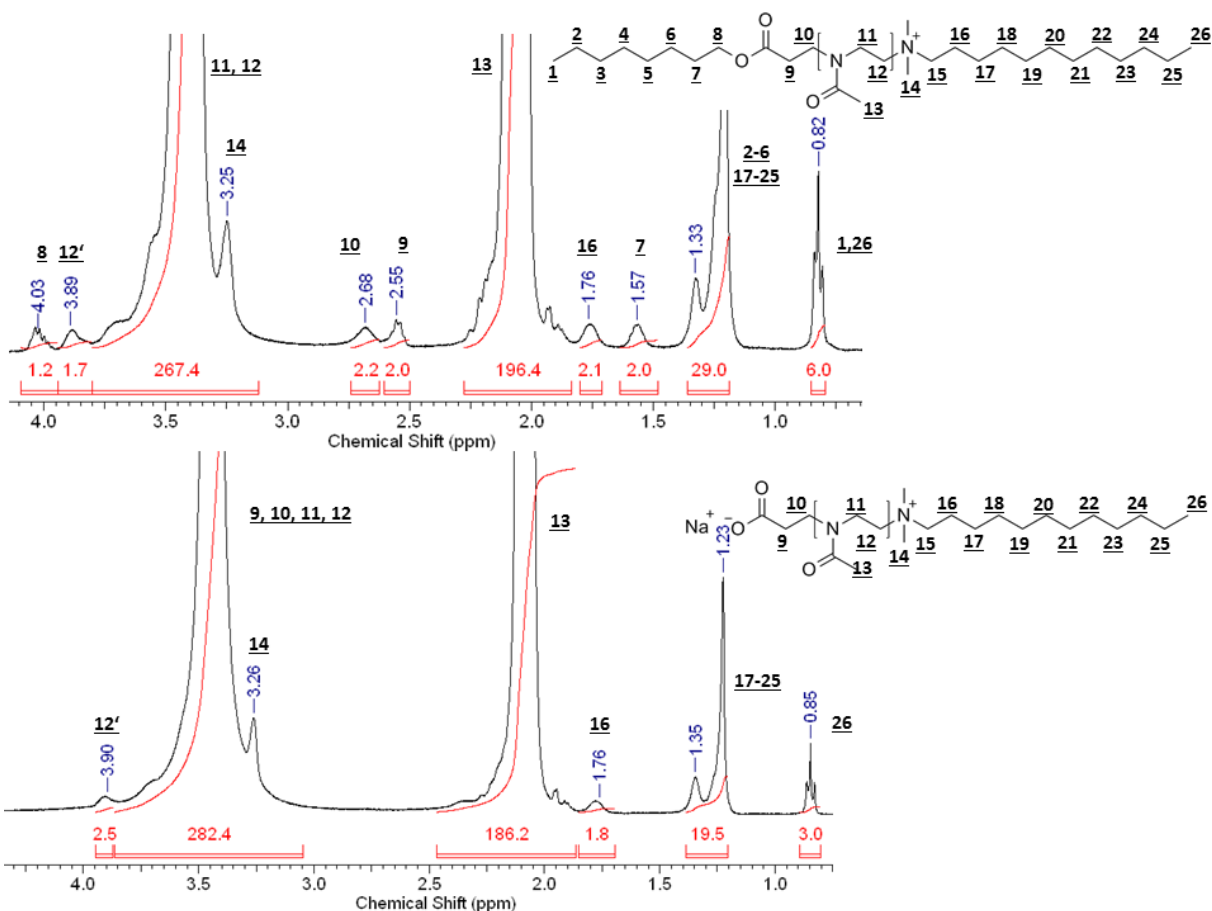 2 4 6 8 O 10 11 N + 16 18 20 22 24 26
1 3 5 7 O 9 N 12 14 15 17 19 21 23 25
O 13
11, 12
13
14
3.25
2-6
17-25
0.82
8 12‘
10 9
16 7
1,26
4.03 3.89 2.68 2.55 1.76 1.57 1.33
1.2 1.7 267.4 2.2 2.0 196.4 2.1 2.0 29.0 6.0
4.0 3.5 3.0 2.5 2.0 1.5 1.0
Chemical Shift (ppm)
O 10 11 N + 16 18 20 22 24 26
Na + O − 9 N 12 14 15 17 19 21 23 25
O 13
9, 10, 11, 12
13
1.23
14
3.26
17-25
12‘
16
26
3.90 1.76 1.35 0.85
2.5 282.4 186.2 1.8 19.5 3.0
4.0 3.5 3.0 2.5 2.0 1.5 1.0
Chemical Shift (ppm)